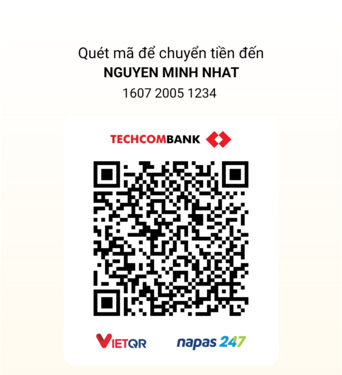 Quét mã để chuyển tiền đến
NGUYEN MINH NHAT
1607 2005 1234
TECHCOMBANK
VIETQR
napas 247